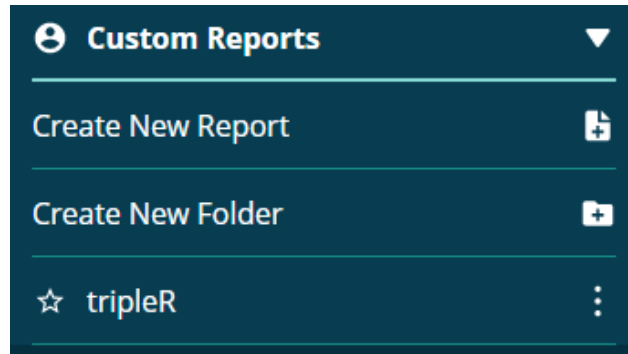 Custom Reports
Create New Report
Create New Folder
tripleR